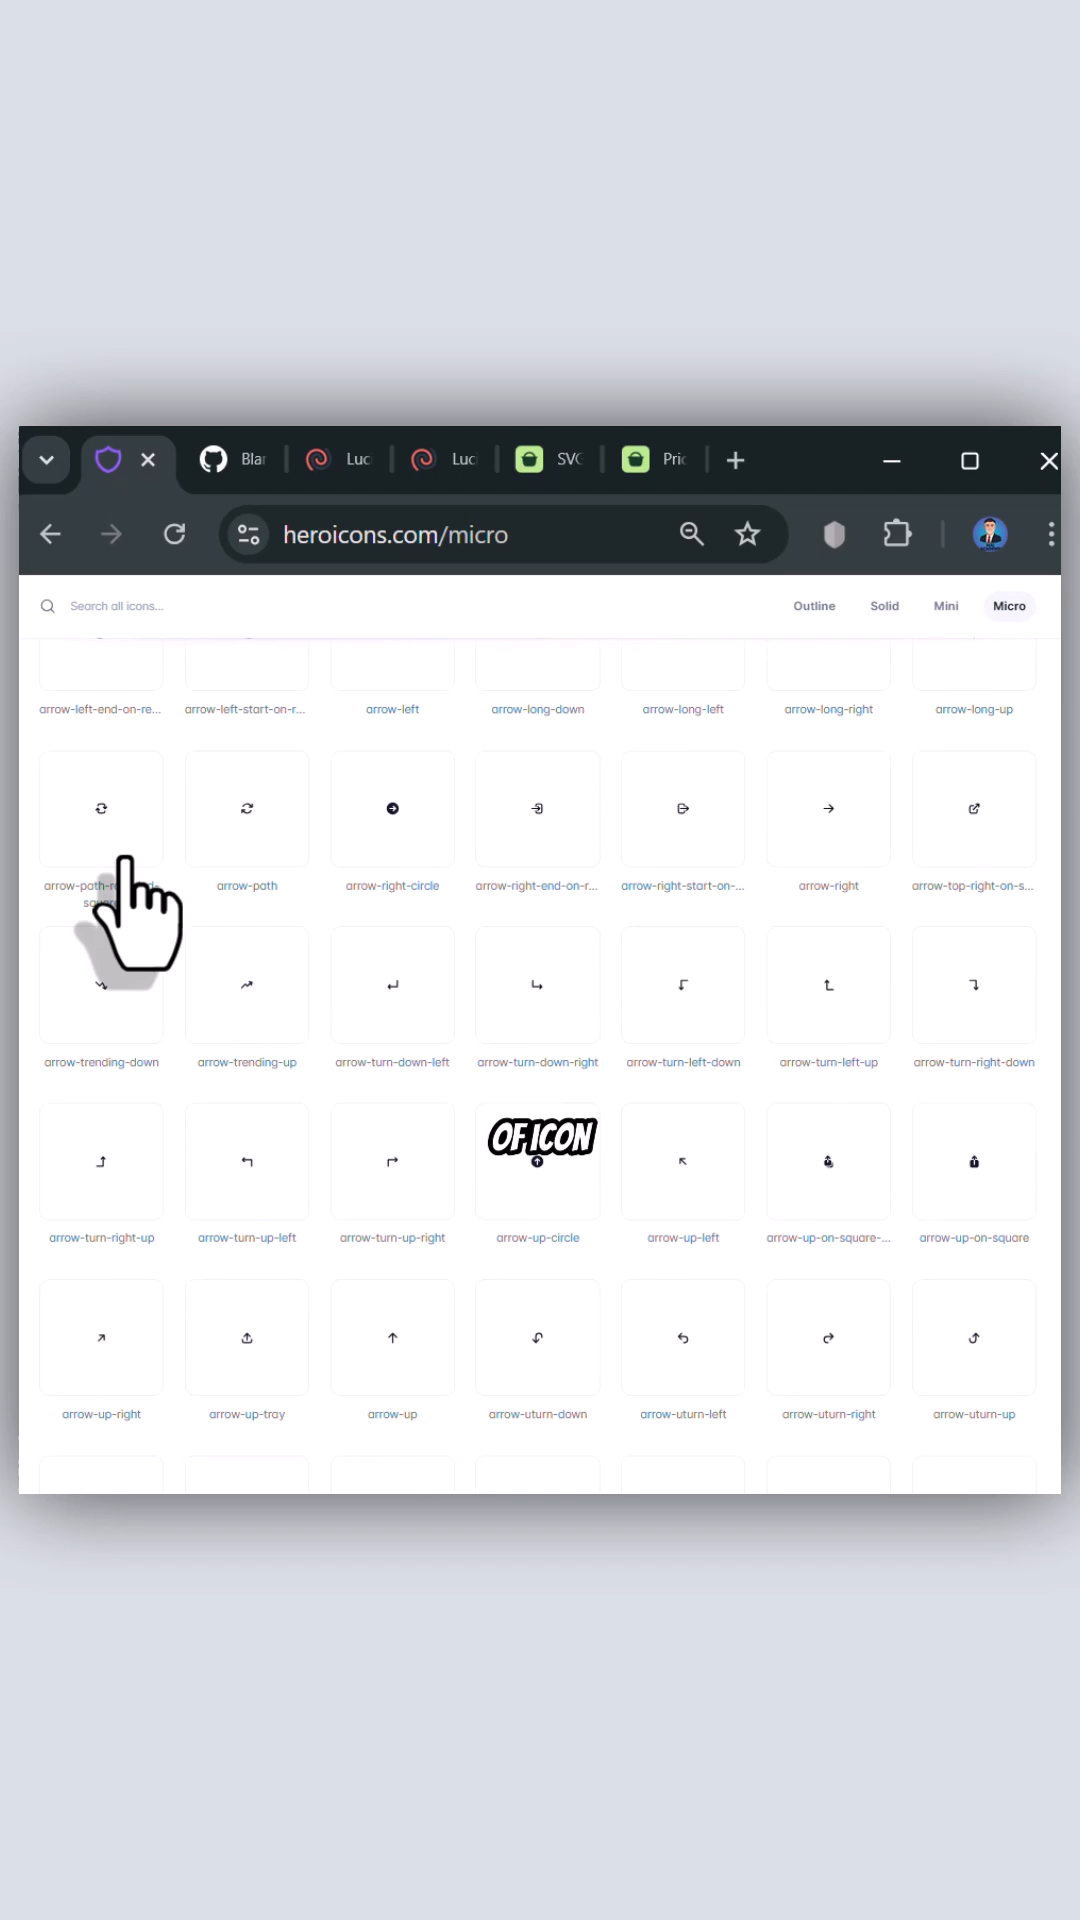 Bla
Luc
Luc
SVG
Pric
heroicons.com/micro
Search all icons...
Outline
Solid
Mini
Micro
arrow-left-end-on-re...
arrow-left-start-on-r...
arrow-left
arrow-long-down
arrow-long-left
arrow-long-right
arrow-long-up
arrow-path
arrow-right-circle
arrow-right-end-on-r...
arrow-right-start-on-...
arrow-right
arrow-top-right-on-s...
arrow-trending-down
arrow-trending-up
arrow-turn-down-left
arrow-turn-down-right
arrow-turn-left-down
arrow-turn-left-up
arrow-turn-right-down
OF ICON
arrow-turn-right-up
arrow-turn-up-left
arrow-turn-up-right
arrow-up-circle
arrow-up-left
arrow-up-on-square-...
arrow-up-on-square
arrow-up-right
arrow-up-tray
arrow-up
arrow-uturn-down
arrow-uturn-left
arrow-uturn-right
arrow-uturn-up